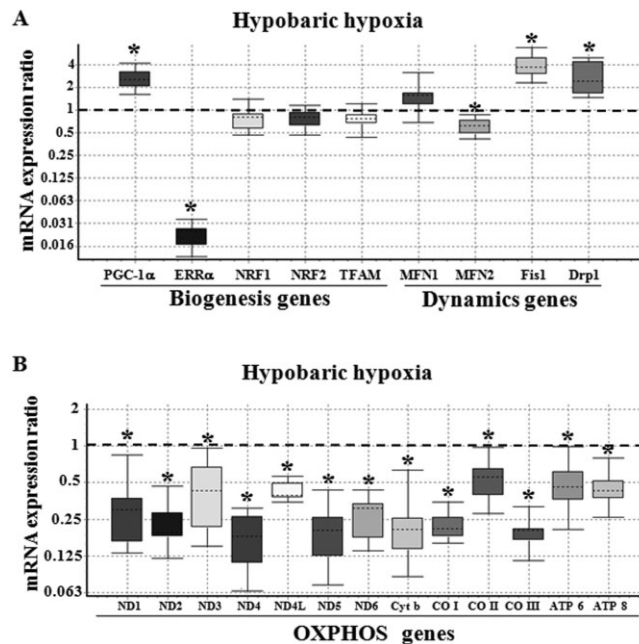 A
Hypobaric hypoxia
mRNA expression ratio
4
2
1
0.5
0.25
0.125
0.063
0.031
0.016
* * * * *
PGC-1α ERRα NRF1 NRF2 TFAM MFN1 MFN2 Fis1 Drp1
Biogenesis genes Dynamics genes
B
Hypobaric hypoxia
mRNA expression ratio
2
1
0.5
0.25
0.125
0.063
* * * * * * * * * * * * *
ND1 ND2 ND3 ND4 ND4L ND5 ND6 Cyt b CO I CO II CO III ATP 6 ATP 8
OXPHOS genes